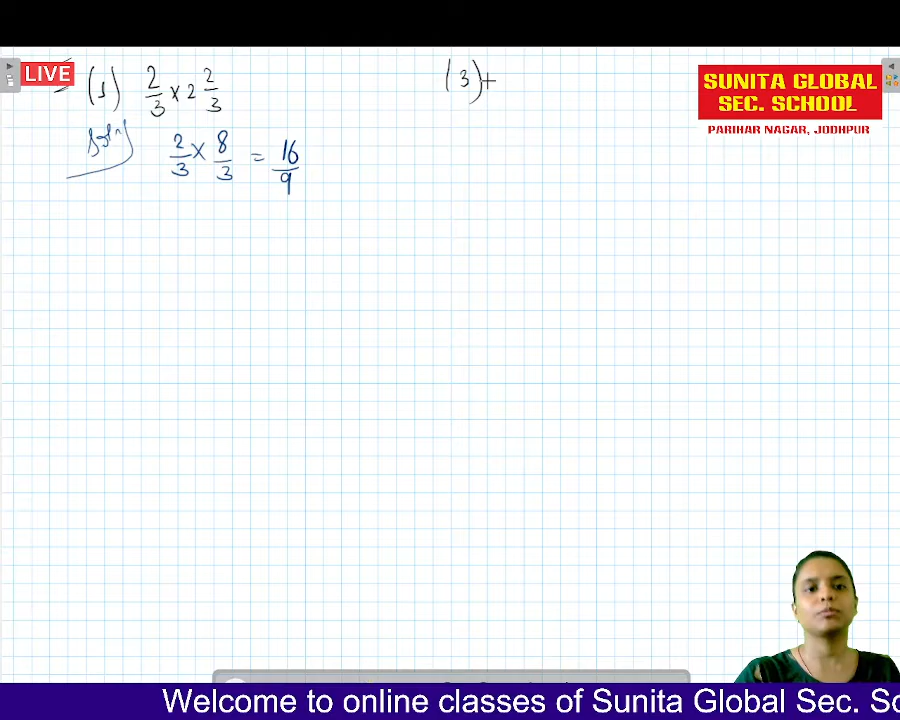 LIVE
(1) 2/3 × 2 2/3
Soln
2/3 × 8/3 = 16/9
(3)
SUNITA GLOBAL
SEC. SCHOOL
PARIHAR NAGAR, JODHPUR
Welcome to online classes of Sunita Global Sec. Sc